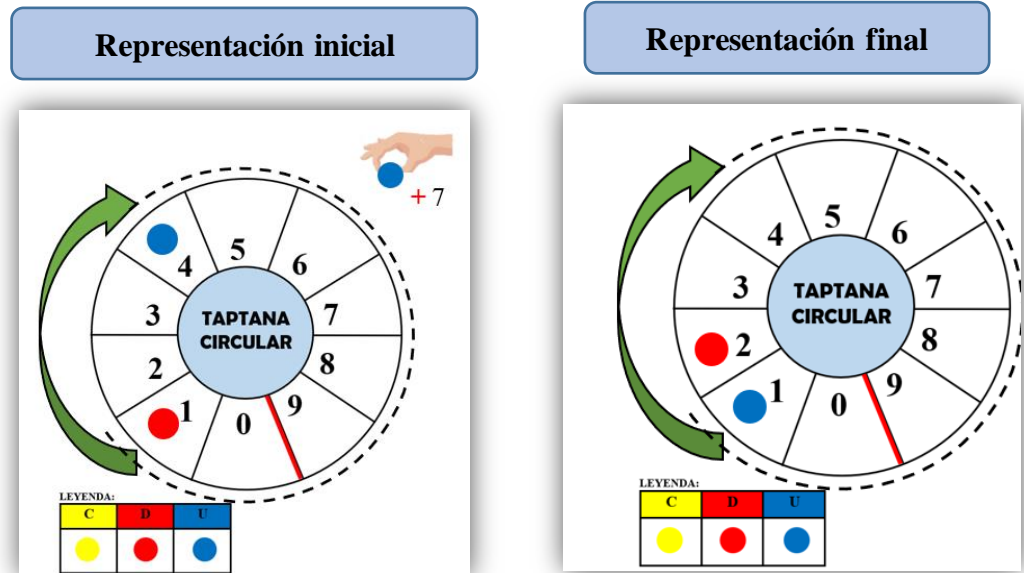 Representación inicial
Representación final
+ 7
5
4
6
3
7
TAPTANA
CIRCULAR
2
8
1
9
0
LEYENDA:
C D U
5
4
6
3
7
TAPTANA
CIRCULAR
2
8
1
9
0
LEYENDA:
C D U